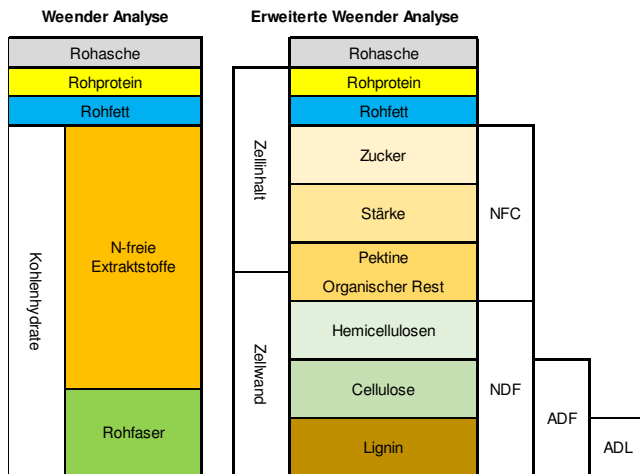 Weender Analyse
Rohasche
Rohprotein
Rohfett
Kohlenhydrate
N-freie
Extraktstoffe
Rohfaser
Erweiterte Weender Analyse
Zellinhalt
Zellwand
Rohasche
Rohprotein
Rohfett
Zucker
Stärke
Pektine
Organischer Rest
Hemicellulosen
Cellulose
Lignin
NFC
NDF
ADF
ADL